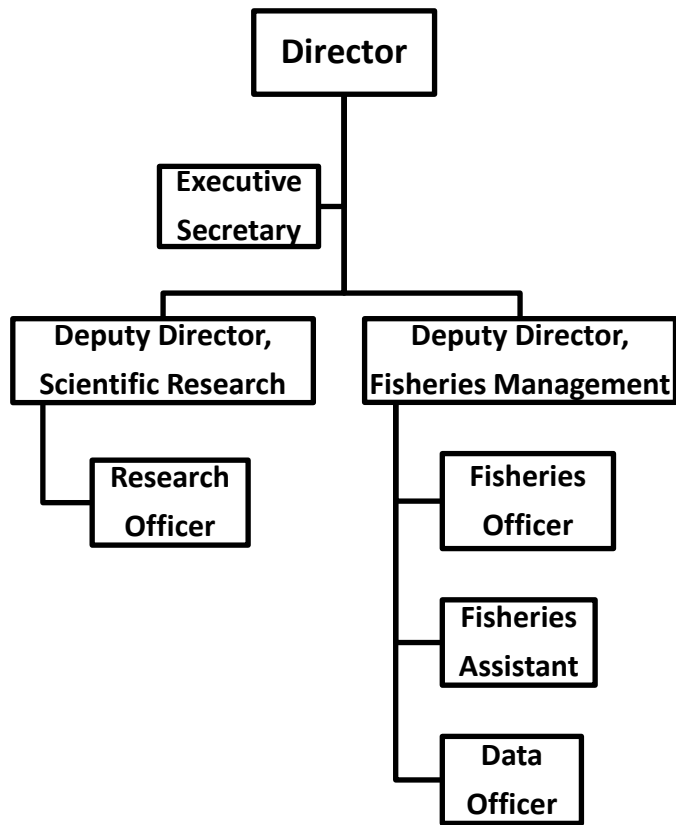 Director
Executive
Secretary
Deputy Director,
Scientific Research
Deputy Director,
Fisheries Management
Research
Officer
Fisheries
Officer
Fisheries
Assistant
Data
Officer